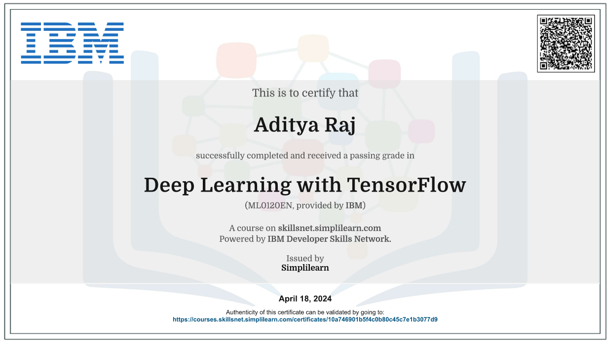 IBM
This is to certify that
Aditya Raj
successfully completed and received a passing grade in
Deep Learning with TensorFlow
(ML0120EN, provided by IBM)
A course on skillsnet.simplilearn.com
Powered by IBM Developer Skills Network.
Issued by
Simplilearn
April 18, 2024
Authenticity of this certificate can be validated by going to:
https://courses.skillsnet.simplilearn.com/certificates/10a746901b5f4c0b80c45c7e1b3077d9